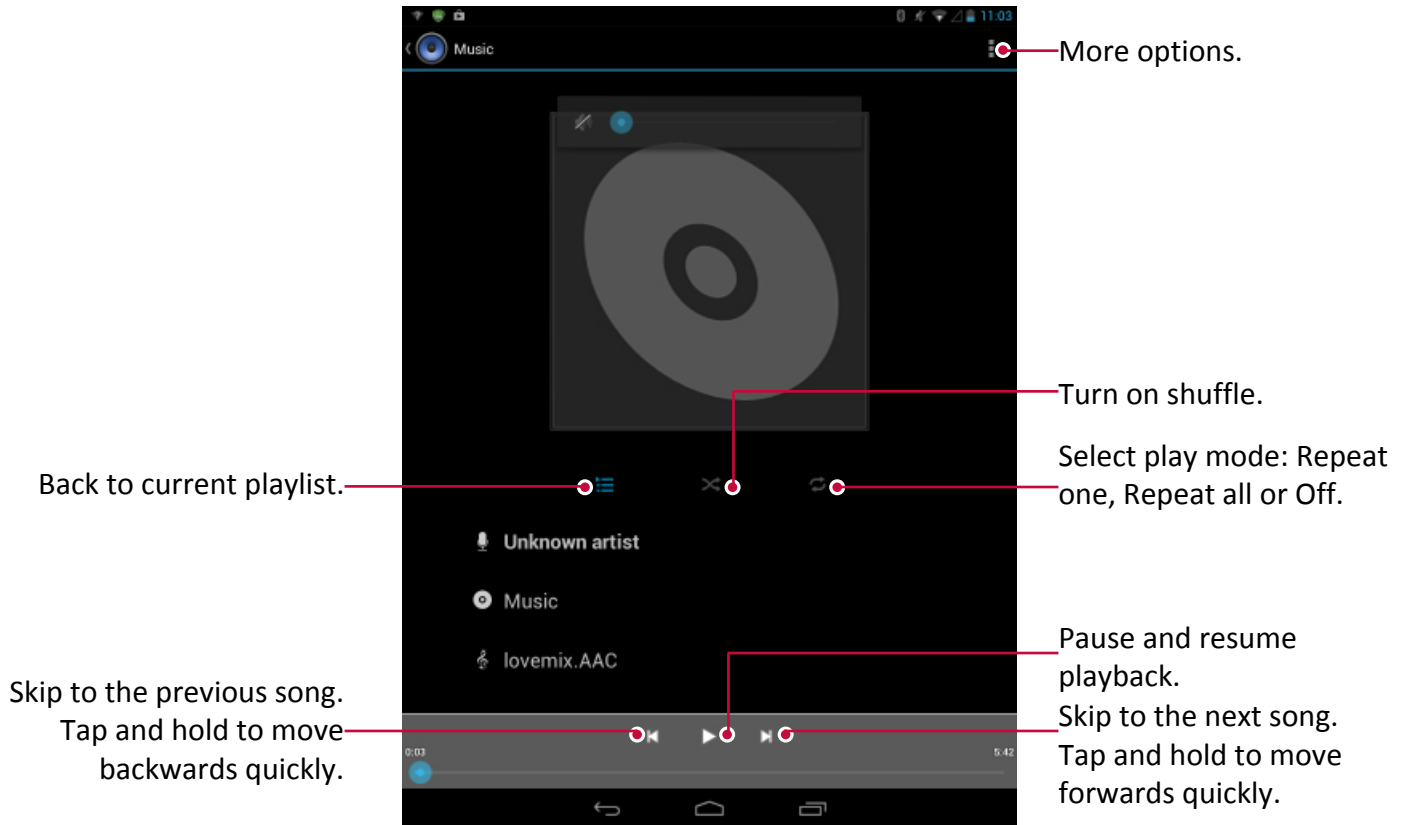 11:03
Music
More options.
Turn on shuffle.
Back to current playlist.
Select play mode: Repeat
one, Repeat all or Off.
Unknown artist
Music
lovemix.AAC
Pause and resume
playback.
Skip to the previous song.
Tap and hold to move
backwards quickly.
Skip to the next song.
Tap and hold to move
forwards quickly.
0:03
5:42